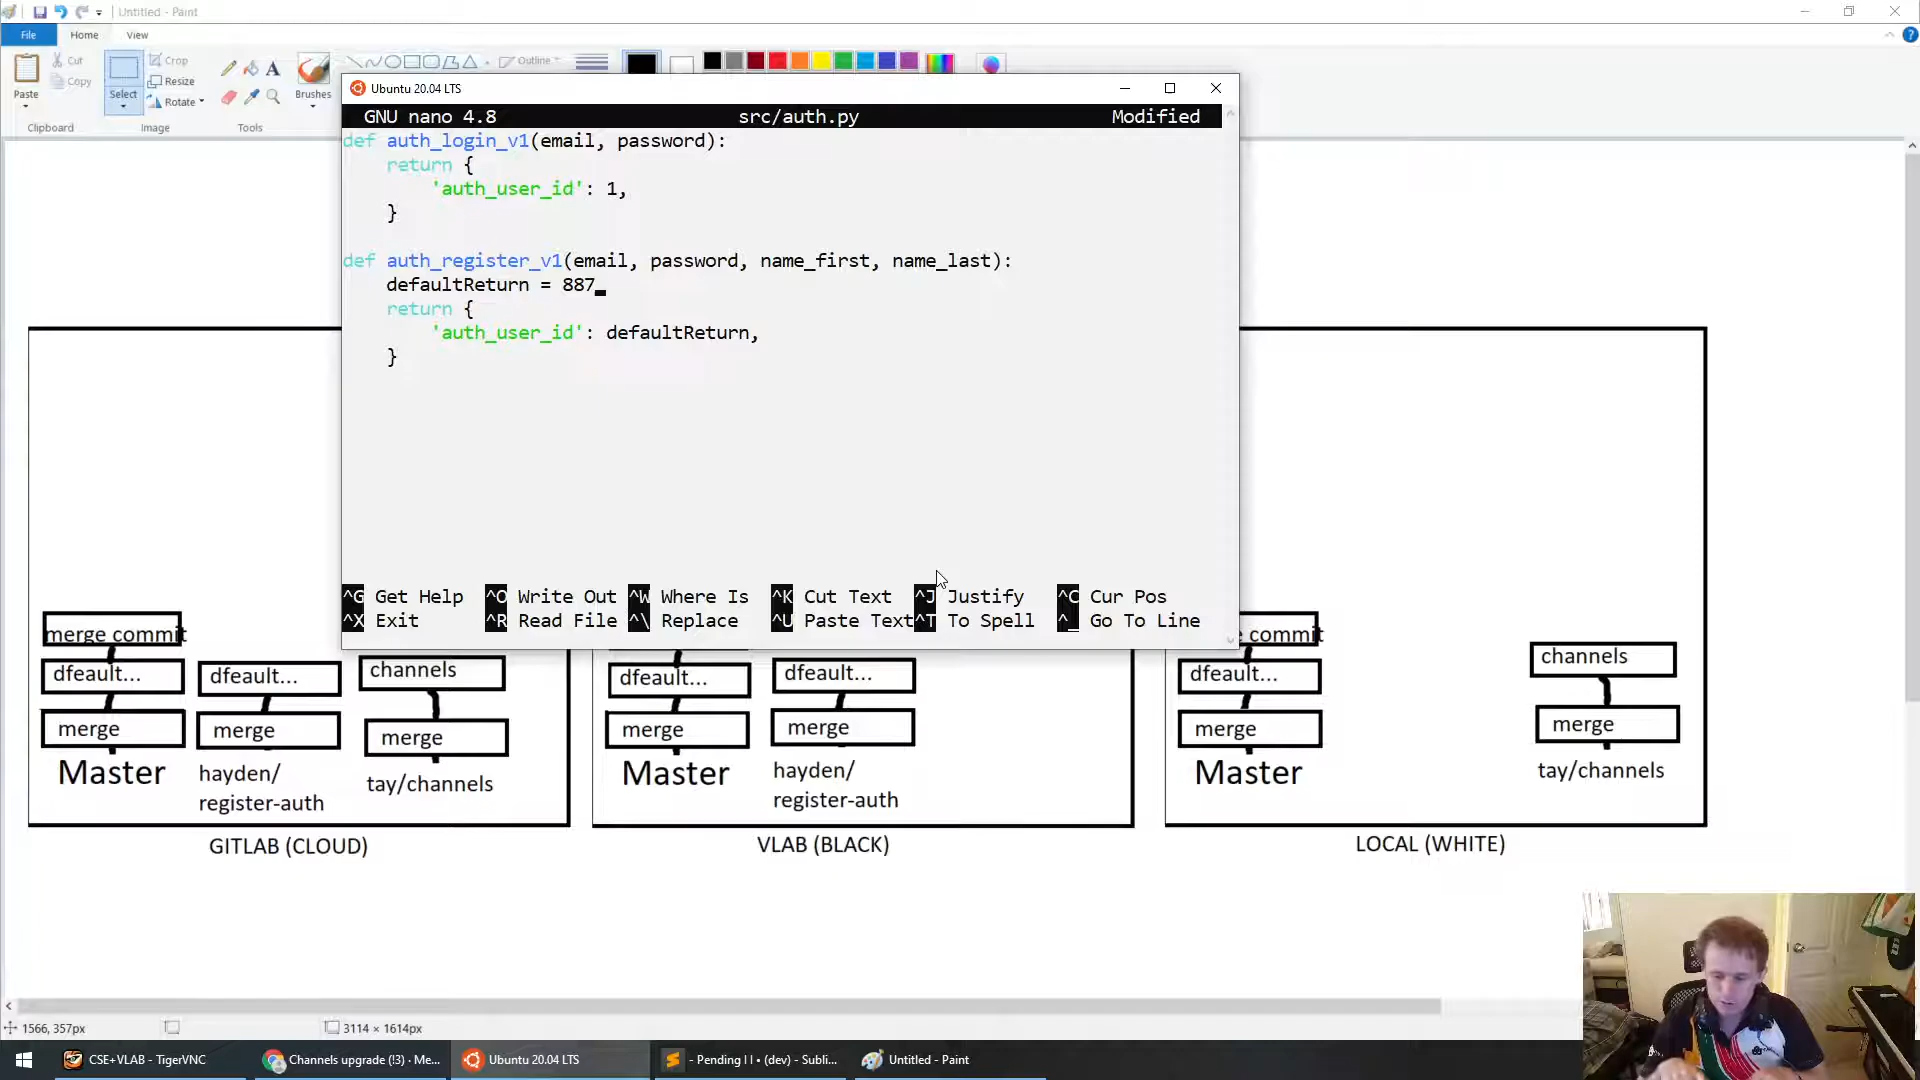 Untitled - Paint
File
Home
View
Paste
Cut
Copy
Clipboard
Select
Crop
Resize
Rotate
Image
Tools
Brushes
Outline
Ubuntu 20.04 LTS
GNU nano 4.8
src/auth.py
Modified
def auth_login_v1(email, password):
return {
'auth_user_id': 1,
}
def auth_register_v1(email, password, name_first, name_last):
defaultReturn = 887
return {
'auth_user_id': defaultReturn,
}
^G Get Help
^O Write Out
^W Where Is
^K Cut Text
^J Justify
^C Cur Pos
^X Exit
^R Read File
^\ Replace
^U Paste Text
^T To Spell
^_ Go To Line
merge commit
dfeault...
merge
Master
dfeault...
merge
hayden/
register-auth
channels
merge
tay/channels
GITLAB (CLOUD)
dfeault...
merge
Master
dfeault...
merge
hayden/
register-auth
VLAB (BLACK)
commit
dfeault...
merge
Master
channels
merge
tay/channels
LOCAL (WHITE)
1566, 357px
3114 × 1614px
CSE+VLAB - TigerVNC
Channels upgrade (!3) · Me...
Ubuntu 20.04 LTS
- Pending I I • (dev) - Subli...
Untitled - Paint